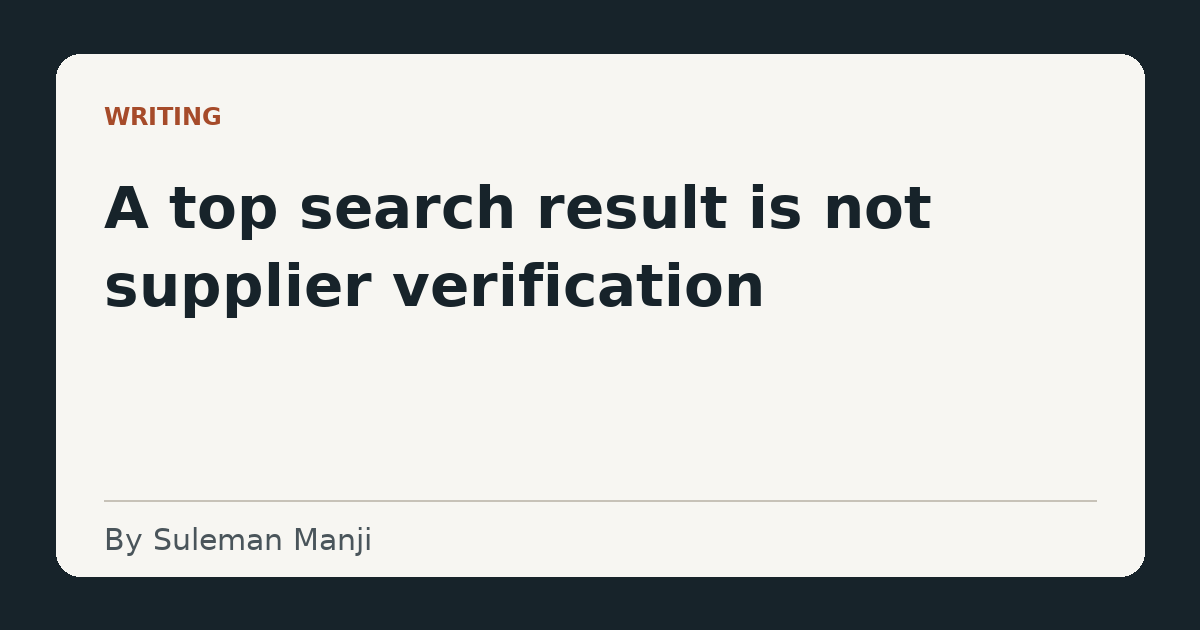 WRITING
A top search result is not
supplier verification
By Suleman Manji